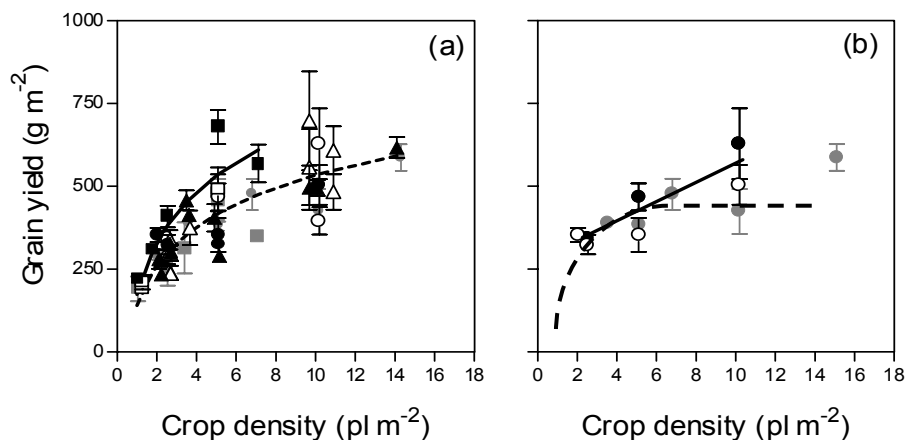 (a)
(b)
Grain yield (g m-2)
1000
750
500
250
0
0 2 4 6 8 10 12 14 16 18
0 2 4 6 8 10 12 14 16 18
Crop density (pl m-2)
Crop density (pl m-2)